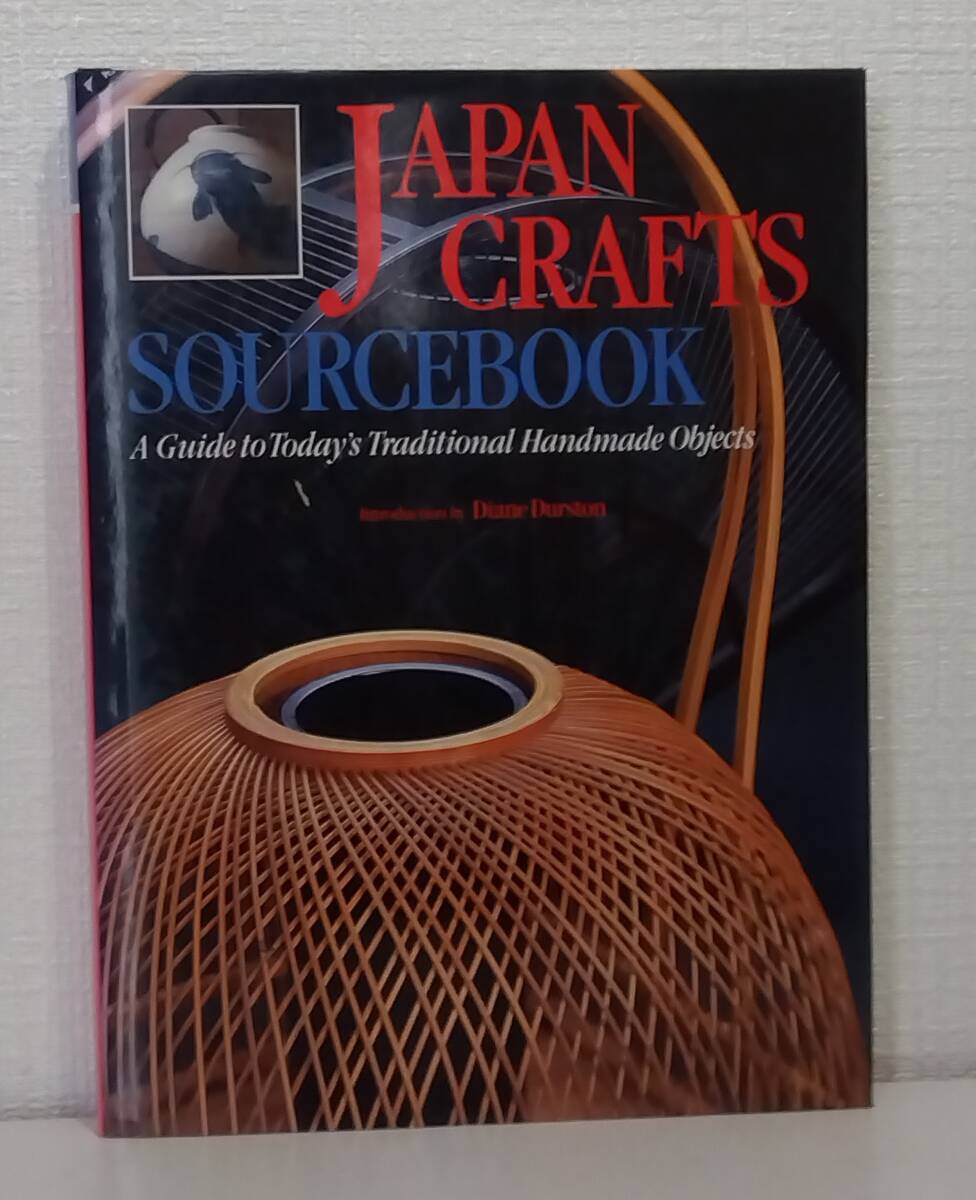 JAPAN
CRAFTS
SOURCEBOOK
A Guide to Today's Traditional Handmade Objects
Introduction by Diane Durston